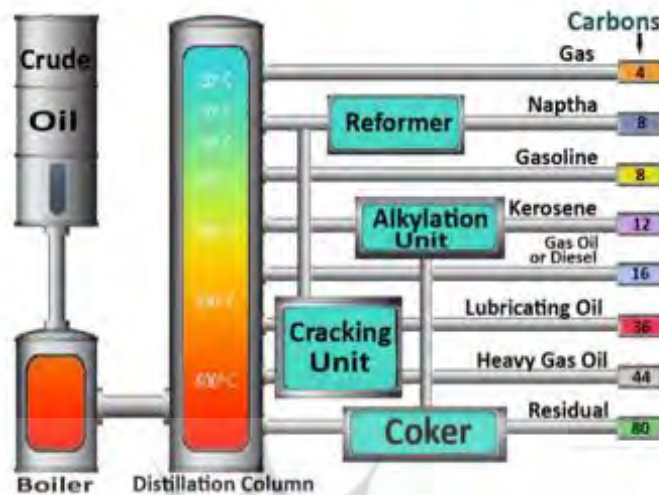 Carbons
Crude
Oil
Gas
4
Naptha
8
Reformer
Gasoline
8
Kerosene
12
Alkylation
Unit
Gas Oil
or Diesel
16
Lubricating Oil
36
Cracking
Unit
Heavy Gas Oil
44
Residual
80
Coker
Boiler
Distillation Column